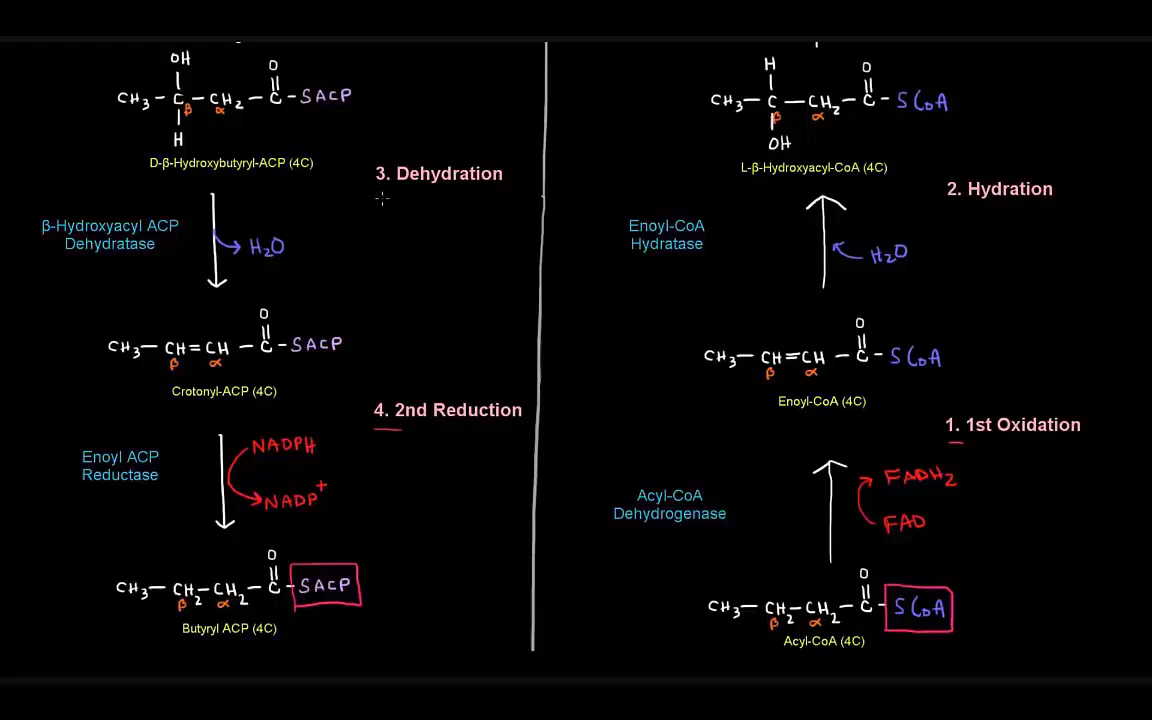 OH
O
CH3 - C - CH2 - C - SACP
β α
H
D-β-Hydroxybutyryl-ACP (4C)
3. Dehydration
β-Hydroxyacyl ACP
Dehydratase
H2O
O
CH3 - CH = CH - C - SACP
β α
Crotonyl-ACP (4C)
4. 2nd Reduction
Enoyl ACP
Reductase
NADPH
NADP+
O
CH3 - CH2 - CH2 - C - SACP
β α
Butyryl ACP (4C)
H
O
CH3 - C - CH2 - C - SCoA
β α
OH
L-β-Hydroxyacyl-CoA (4C)
2. Hydration
Enoyl-CoA
Hydratase
H2O
O
CH3 - CH = CH - C - SCoA
β α
Enoyl-CoA (4C)
1. 1st Oxidation
Acyl-CoA
Dehydrogenase
FADH2
FAD
O
CH3 - CH2 - CH2 - C - SCoA
β α
Acyl-CoA (4C)